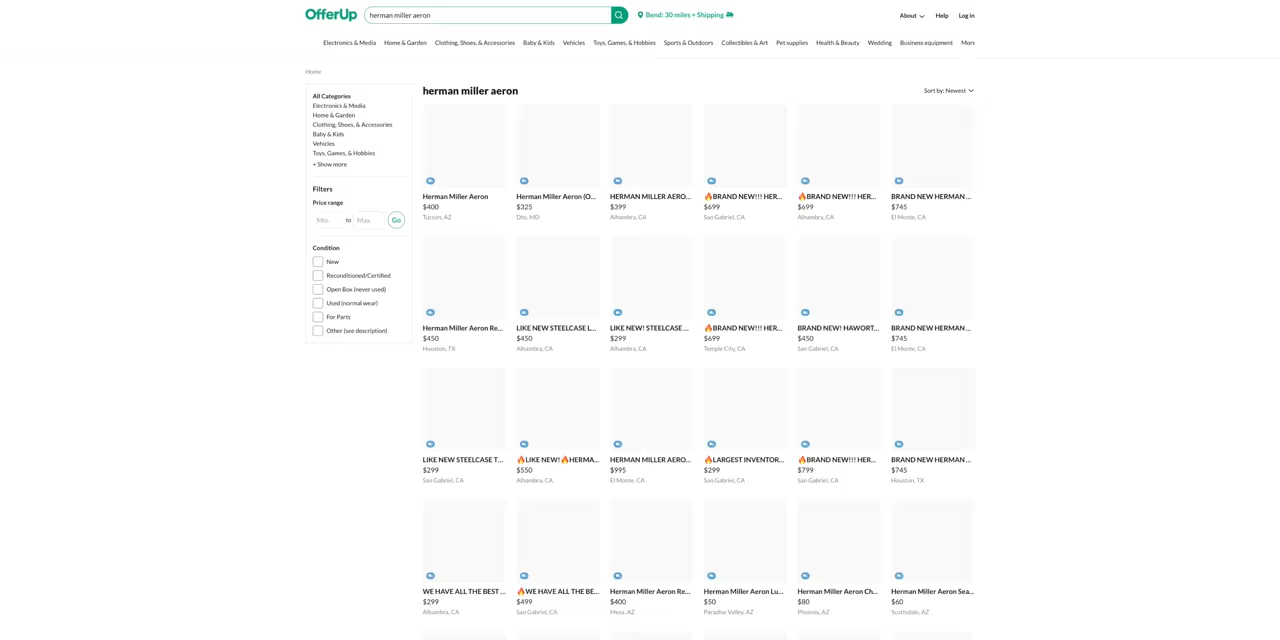 OfferUp
herman miller aeron
Bend: 30 miles + Shipping
About
Help
Log in
Electronics & Media
Home & Garden
Clothing, Shoes, & Accessories
Baby & Kids
Vehicles
Toys, Games, & Hobbies
Sports & Outdoors
Collectibles & Art
Pet supplies
Health & Beauty
Wedding
Business equipment
More
Home
All Categories
Electronics & Media
Home & Garden
Clothing, Shoes, & Accessories
Baby & Kids
Vehicles
Toys, Games, & Hobbies
+ Show more
Filters
Price range
Min to Max Go
Condition
New
Reconditioned/Certified
Open Box (never used)
Used (normal wear)
For Parts
Other (see description)
herman miller aeron
Sort by: Newest
Herman Miller Aeron
$400
Tucson, AZ
Herman Miller Aeron (O...
$325
Dhs, MD
HERMAN MILLER AERO...
$399
Alhambra, CA
🔥BRAND NEW!!! HER...
$699
San Gabriel, CA
🔥BRAND NEW!!! HER...
$699
Alhambra, CA
BRAND NEW HERMAN ...
$745
El Monte, CA
Herman Miller Aeron Re...
$450
Houston, TX
LIKE NEW STEELCASE L...
$450
Alhambra, CA
LIKE NEW! STEELCASE ...
$299
Alhambra, CA
🔥BRAND NEW!!! HER...
$699
Temple City, CA
BRAND NEW! HAWORT...
$450
San Gabriel, CA
BRAND NEW HERMAN ...
$745
El Monte, CA
LIKE NEW STEELCASE T...
$299
San Gabriel, CA
🔥LIKE NEW!🔥HERMA...
$550
Alhambra, CA
HERMAN MILLER AERO...
$995
El Monte, CA
🔥LARGEST INVENTOR...
$299
San Gabriel, CA
🔥BRAND NEW!!! HER...
$799
San Gabriel, CA
BRAND NEW HERMAN ...
$745
Houston, TX
WE HAVE ALL THE BEST ...
$299
Alhambra, CA
🔥WE HAVE ALL THE BE...
$499
San Gabriel, CA
Herman Miller Aeron Re...
$400
Mesa, AZ
Herman Miller Aeron Lu...
$50
Paradise Valley, AZ
Herman Miller Aeron Ch...
$80
Phoenix, AZ
Herman Miller Aeron Sea...
$60
Scottsdale, AZ